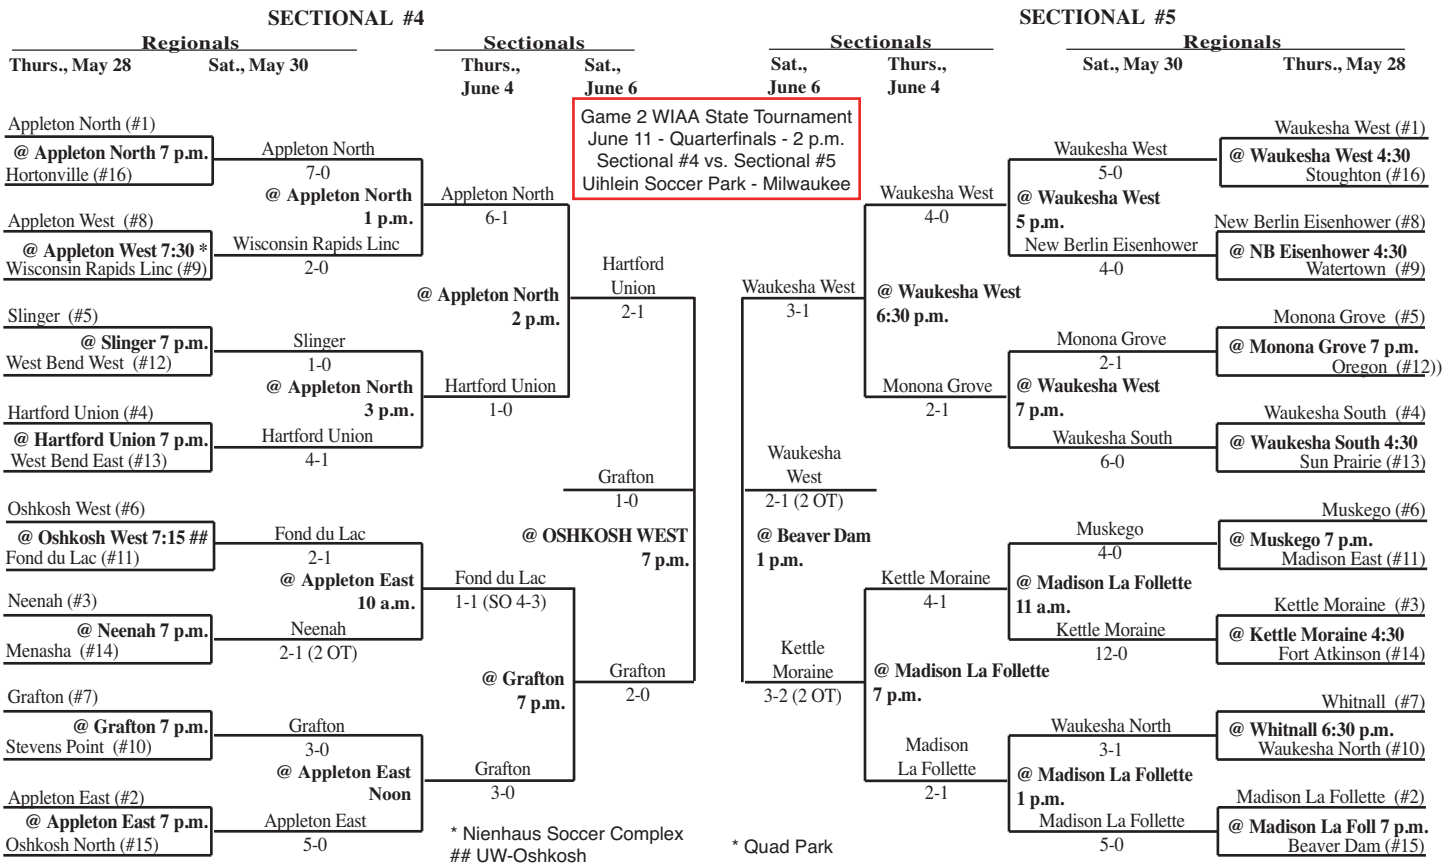 SECTIONAL #4
Regionals
Sectionals
Thurs., May 28
Sat., May 30
Thurs.,
June 4
Sat.,
June 6
Appleton North (#1)
@ Appleton North 7 p.m.
Hortonville (#16)
Appleton West (#8)
@ Appleton West 7:30 *
Wisconsin Rapids Linc (#9)
Slinger (#5)
@ Slinger 7 p.m.
West Bend West (#12)
Hartford Union (#4)
@ Hartford Union 7 p.m.
West Bend East (#13)
Oshkosh West (#6)
@ Oshkosh West 7:15 ##
Fond du Lac (#11)
Neenah (#3)
@ Neenah 7 p.m.
Menasha (#14)
Grafton (#7)
@ Grafton 7 p.m.
Stevens Point (#10)
Appleton East (#2)
@ Appleton East 7 p.m.
Oshkosh North (#15)
Appleton North
7-0
@ Appleton North
1 p.m.
Wisconsin Rapids Linc
2-0
Slinger
1-0
@ Appleton North
3 p.m.
Hartford Union
4-1
Fond du Lac
2-1
@ Appleton East
10 a.m.
Neenah
2-1 (2 OT)
Grafton
3-0
@ Appleton East
Noon
Appleton East
5-0
Appleton North
6-1
@ Appleton North
2 p.m.
Hartford Union
1-0
Fond du Lac
1-1 (SO 4-3)
@ Grafton
7 p.m.
Grafton
3-0
Hartford
Union
2-1
Grafton
1-0
@ OSHKOSH WEST
7 p.m.
Grafton
2-0
* Nienhaus Soccer Complex
## UW-Oshkosh
Game 2 WIAA State Tournament
June 11 - Quarterfinals - 2 p.m.
Sectional #4 vs. Sectional #5
Uihlein Soccer Park - Milwaukee
SECTIONAL #5
Sectionals
Regionals
Sat.,
June 6
Thurs.,
June 4
Sat., May 30
Thurs., May 28
Waukesha West
3-1
Waukesha
West
2-1 (2 OT)
@ Beaver Dam
1 p.m.
Kettle
Moraine
3-2 (2 OT)
Waukesha West
4-0
@ Waukesha West
6:30 p.m.
Monona Grove
2-1
Kettle Moraine
4-1
@ Madison La Follette
7 p.m.
Madison
La Follette
2-1
Waukesha West
5-0
@ Waukesha West
5 p.m.
New Berlin Eisenhower
4-0
Monona Grove
2-1
@ Waukesha West
7 p.m.
Waukesha South
6-0
Muskego
4-0
@ Madison La Follette
11 a.m.
Kettle Moraine
12-0
Waukesha North
3-1
@ Madison La Follette
1 p.m.
Madison La Follette
5-0
Waukesha West (#1)
@ Waukesha West 4:30
Stoughton (#16)
New Berlin Eisenhower (#8)
@ NB Eisenhower 4:30
Watertown (#9)
Monona Grove (#5)
@ Monona Grove 7 p.m.
Oregon (#12))
Waukesha South (#4)
@ Waukesha South 4:30
Sun Prairie (#13)
Muskego (#6)
@ Muskego 7 p.m.
Madison East (#11)
Kettle Moraine (#3)
@ Kettle Moraine 4:30
Fort Atkinson (#14)
Whitnall (#7)
@ Whitnall 6:30 p.m.
Waukesha North (#10)
Madison La Follette (#2)
@ Madison La Foll 7 p.m.
Beaver Dam (#15)
* Quad Park